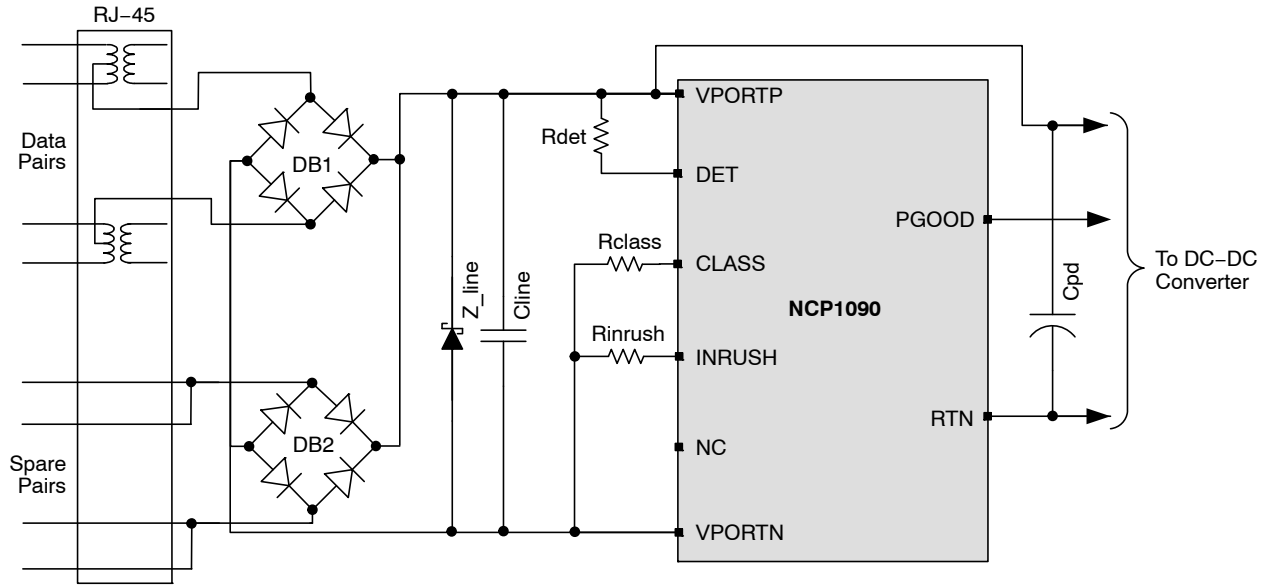 RJ−45
Data
Pairs
DB1
Rdet
VPORTP
DET
PGOOD
Rclass
CLASS
To DC−DC
Converter
Z_line
Cline
Cpd
NCP1090
Rinrush
INRUSH
RTN
DB2
NC
Spare
Pairs
VPORTN